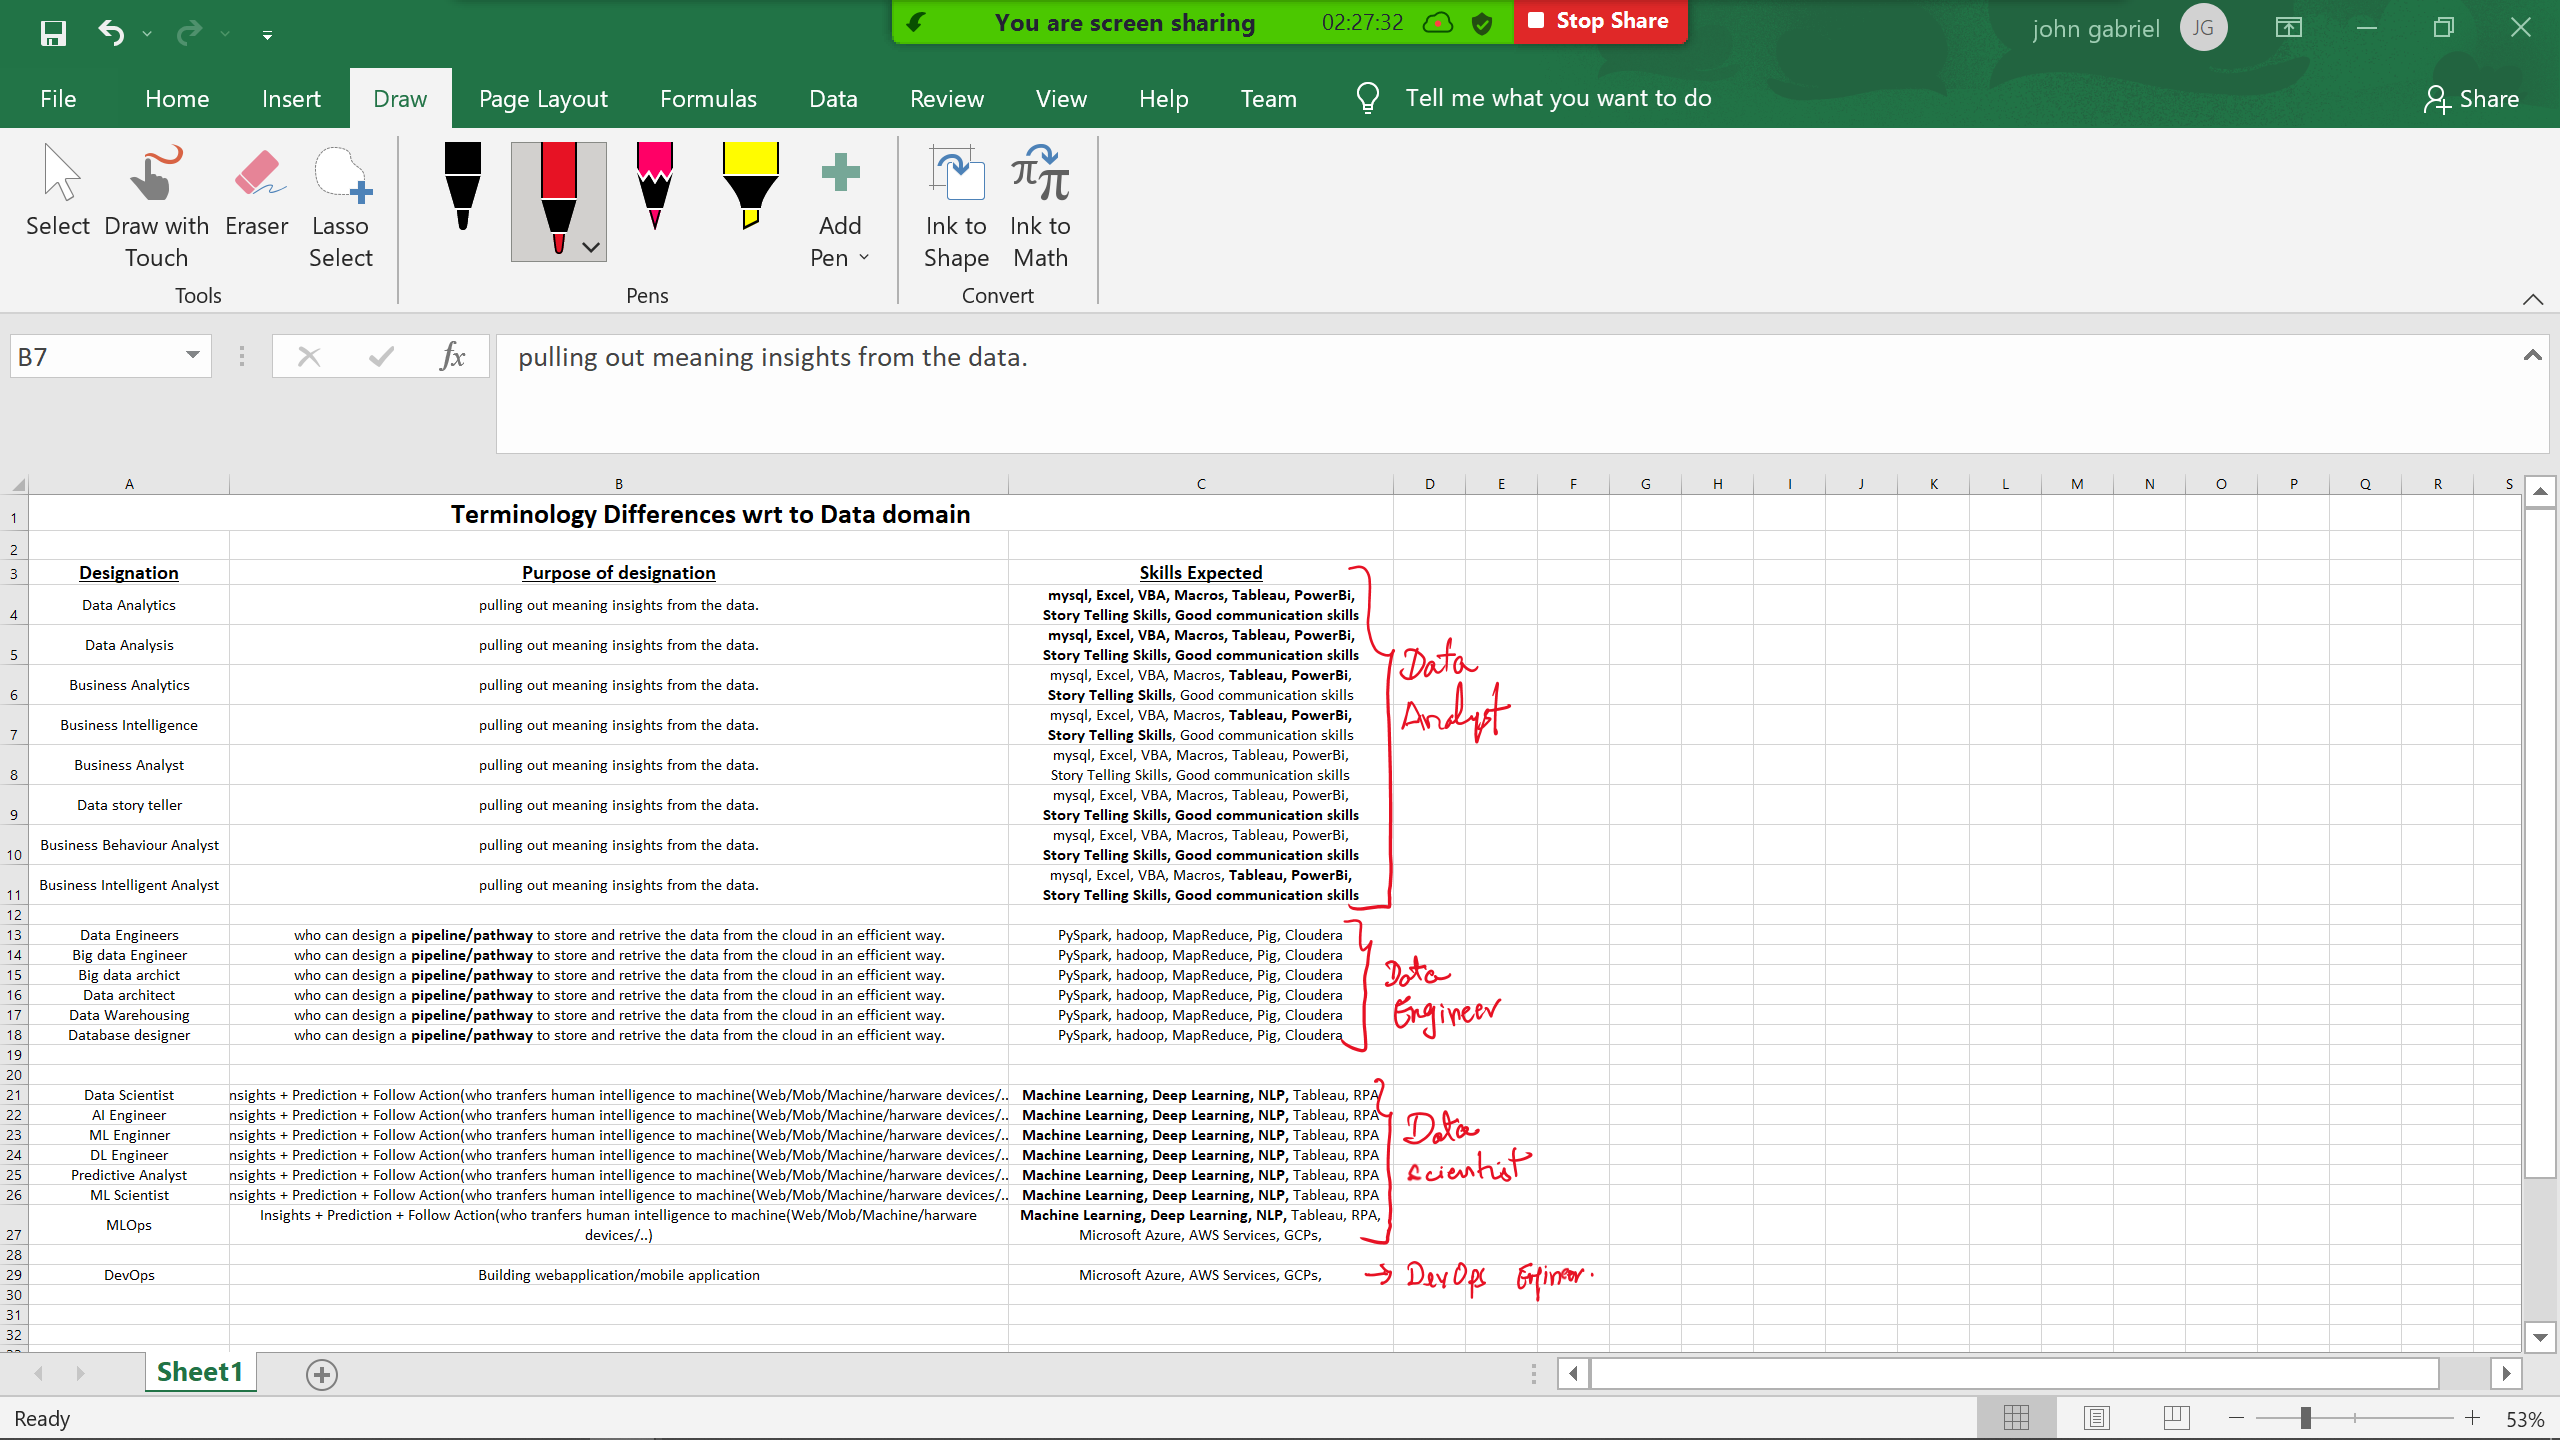 You are screen sharing 02:27:32 Stop Share
john gabriel JG
File Home Insert Draw Page Layout Formulas Data Review View Help Team Tell me what you want to do Share
Select Draw with Touch Eraser Lasso Select Add Pen Ink to Shape Ink to Math
Tools Pens Convert
B7 fx pulling out meaning insights from the data.
A B C D E F G H I J K L M N O P Q R S
1 Terminology Differences wrt to Data domain
2
3 Designation Purpose of designation Skills Expected
4 Data Analytics pulling out meaning insights from the data. mysql, Excel, VBA, Macros, Tableau, PowerBi,
Story Telling Skills, Good communication skills
5 Data Analysis pulling out meaning insights from the data. mysql, Excel, VBA, Macros, Tableau, PowerBi,
Story Telling Skills, Good communication skills
6 Business Analytics pulling out meaning insights from the data. mysql, Excel, VBA, Macros, Tableau, PowerBi,
Story Telling Skills, Good communication skills
7 Business Intelligence pulling out meaning insights from the data. mysql, Excel, VBA, Macros, Tableau, PowerBi,
Story Telling Skills, Good communication skills
8 Business Analyst pulling out meaning insights from the data. mysql, Excel, VBA, Macros, Tableau, PowerBi,
Story Telling Skills, Good communication skills
9 Data story teller pulling out meaning insights from the data. mysql, Excel, VBA, Macros, Tableau, PowerBi,
Story Telling Skills, Good communication skills
10 Business Behaviour Analyst pulling out meaning insights from the data. mysql, Excel, VBA, Macros, Tableau, PowerBi,
Story Telling Skills, Good communication skills
11 Business Intelligent Analyst pulling out meaning insights from the data. mysql, Excel, VBA, Macros, Tableau, PowerBi,
Story Telling Skills, Good communication skills
Data
Analyst
12
13 Data Engineers who can design a pipeline/pathway to store and retrive the data from the cloud in an efficient way. PySpark, hadoop, MapReduce, Pig, Cloudera
14 Big data Engineer who can design a pipeline/pathway to store and retrive the data from the cloud in an efficient way. PySpark, hadoop, MapReduce, Pig, Cloudera
15 Big data archict who can design a pipeline/pathway to store and retrive the data from the cloud in an efficient way. PySpark, hadoop, MapReduce, Pig, Cloudera
16 Data architect who can design a pipeline/pathway to store and retrive the data from the cloud in an efficient way. PySpark, hadoop, MapReduce, Pig, Cloudera
17 Data Warehousing who can design a pipeline/pathway to store and retrive the data from the cloud in an efficient way. PySpark, hadoop, MapReduce, Pig, Cloudera
18 Database designer who can design a pipeline/pathway to store and retrive the data from the cloud in an efficient way. PySpark, hadoop, MapReduce, Pig, Cloudera
Data
Engineer
19
20
21 Data Scientist nsights + Prediction + Follow Action(who tranfers human intelligence to machine(Web/Mob/Machine/harware devices/.. Machine Learning, Deep Learning, NLP, Tableau, RPA
22 AI Engineer nsights + Prediction + Follow Action(who tranfers human intelligence to machine(Web/Mob/Machine/harware devices/.. Machine Learning, Deep Learning, NLP, Tableau, RPA
23 ML Enginner nsights + Prediction + Follow Action(who tranfers human intelligence to machine(Web/Mob/Machine/harware devices/.. Machine Learning, Deep Learning, NLP, Tableau, RPA
24 DL Engineer nsights + Prediction + Follow Action(who tranfers human intelligence to machine(Web/Mob/Machine/harware devices/.. Machine Learning, Deep Learning, NLP, Tableau, RPA
25 Predictive Analyst nsights + Prediction + Follow Action(who tranfers human intelligence to machine(Web/Mob/Machine/harware devices/.. Machine Learning, Deep Learning, NLP, Tableau, RPA
26 ML Scientist nsights + Prediction + Follow Action(who tranfers human intelligence to machine(Web/Mob/Machine/harware devices/.. Machine Learning, Deep Learning, NLP, Tableau, RPA
27 MLOps Insights + Prediction + Follow Action(who tranfers human intelligence to machine(Web/Mob/Machine/harware devices/..) Machine Learning, Deep Learning, NLP, Tableau, RPA,
Microsoft Azure, AWS Services, GCPs,
Data
scientist
28
29 DevOps Building webapplication/mobile application Microsoft Azure, AWS Services, GCPs, → DevOps
30
31
32
Sheet1
Ready 53%